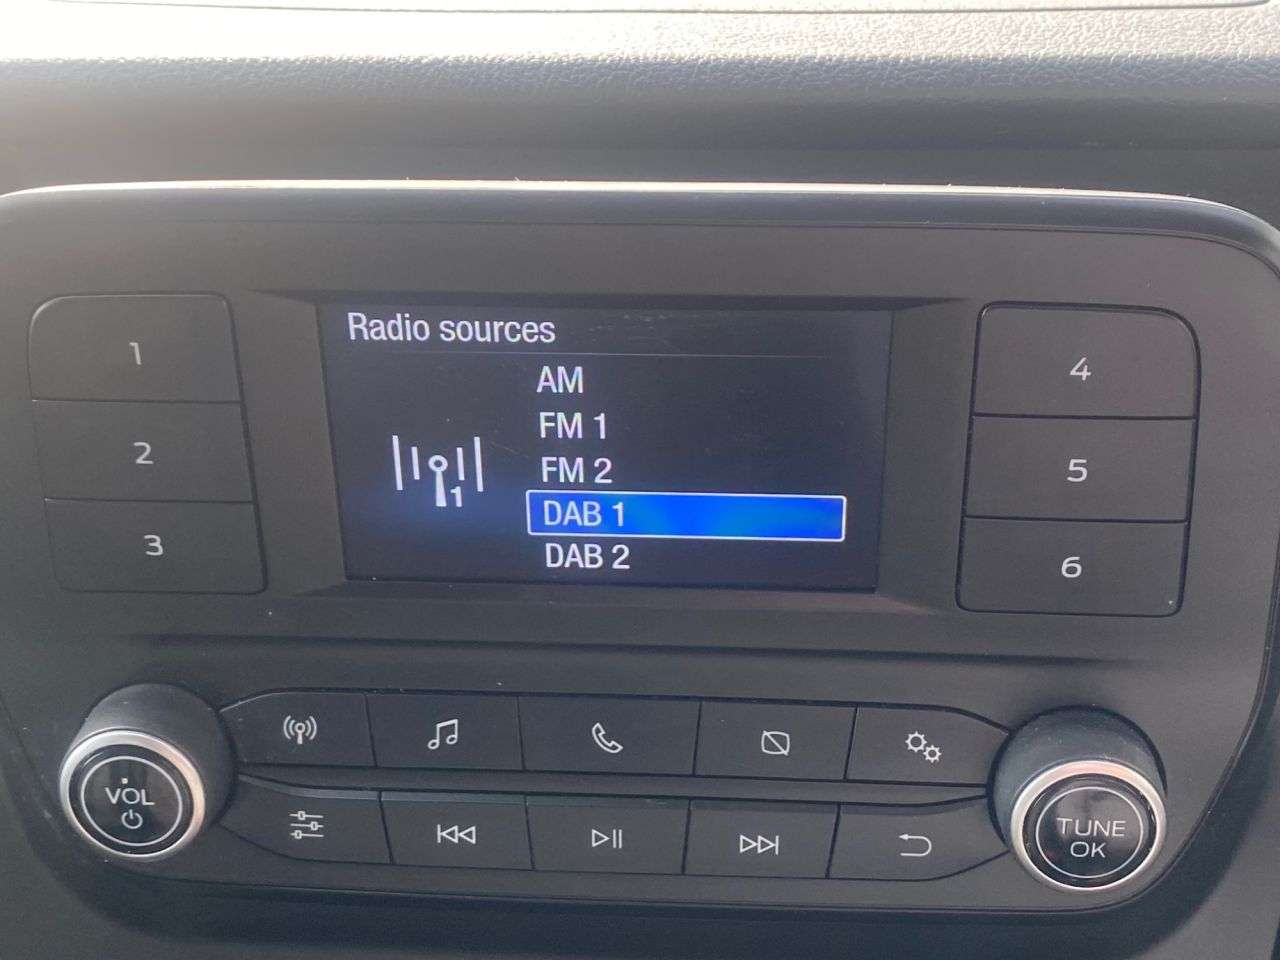 Radio sources
AM
FM 1
FM 2
DAB 1
DAB 2
1
1
2
3
4
5
6
VOL
TUNE
OK